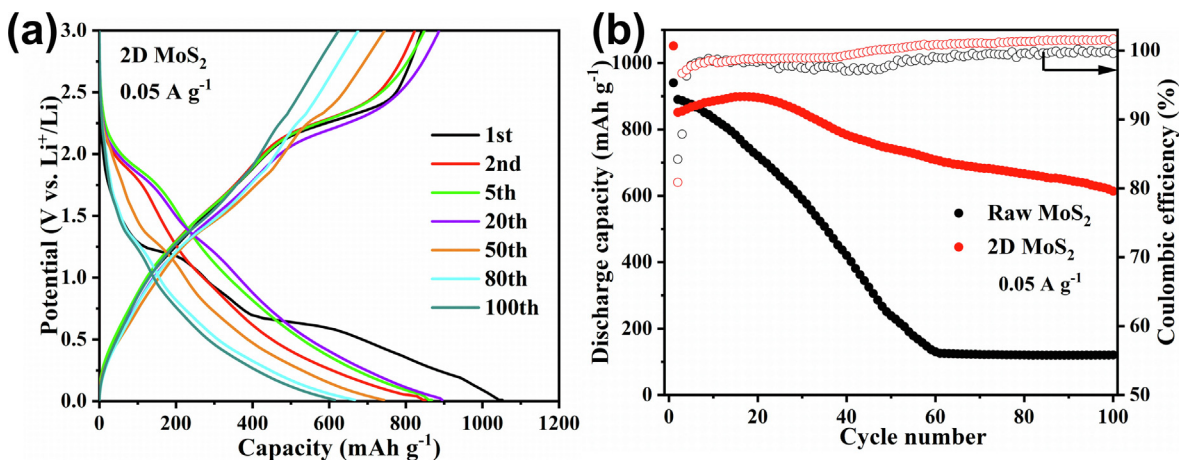 (a)
2D MoS₂
0.05 A g⁻¹
1st
2nd
5th
20th
50th
80th
100th
Potential (V vs. Li⁺/Li)
3.0
2.5
2.0
1.5
1.0
0.5
0.0
0 200 400 600 800 1000 1200
Capacity (mAh g⁻¹)
(b)
Discharge capacity (mAh g⁻¹)
1000
800
600
400
200
0
Raw MoS₂
2D MoS₂
0.05 A g⁻¹
100
90
80
70
60
50
Coulombic efficiency (%)
0 20 40 60 80 100
Cycle number